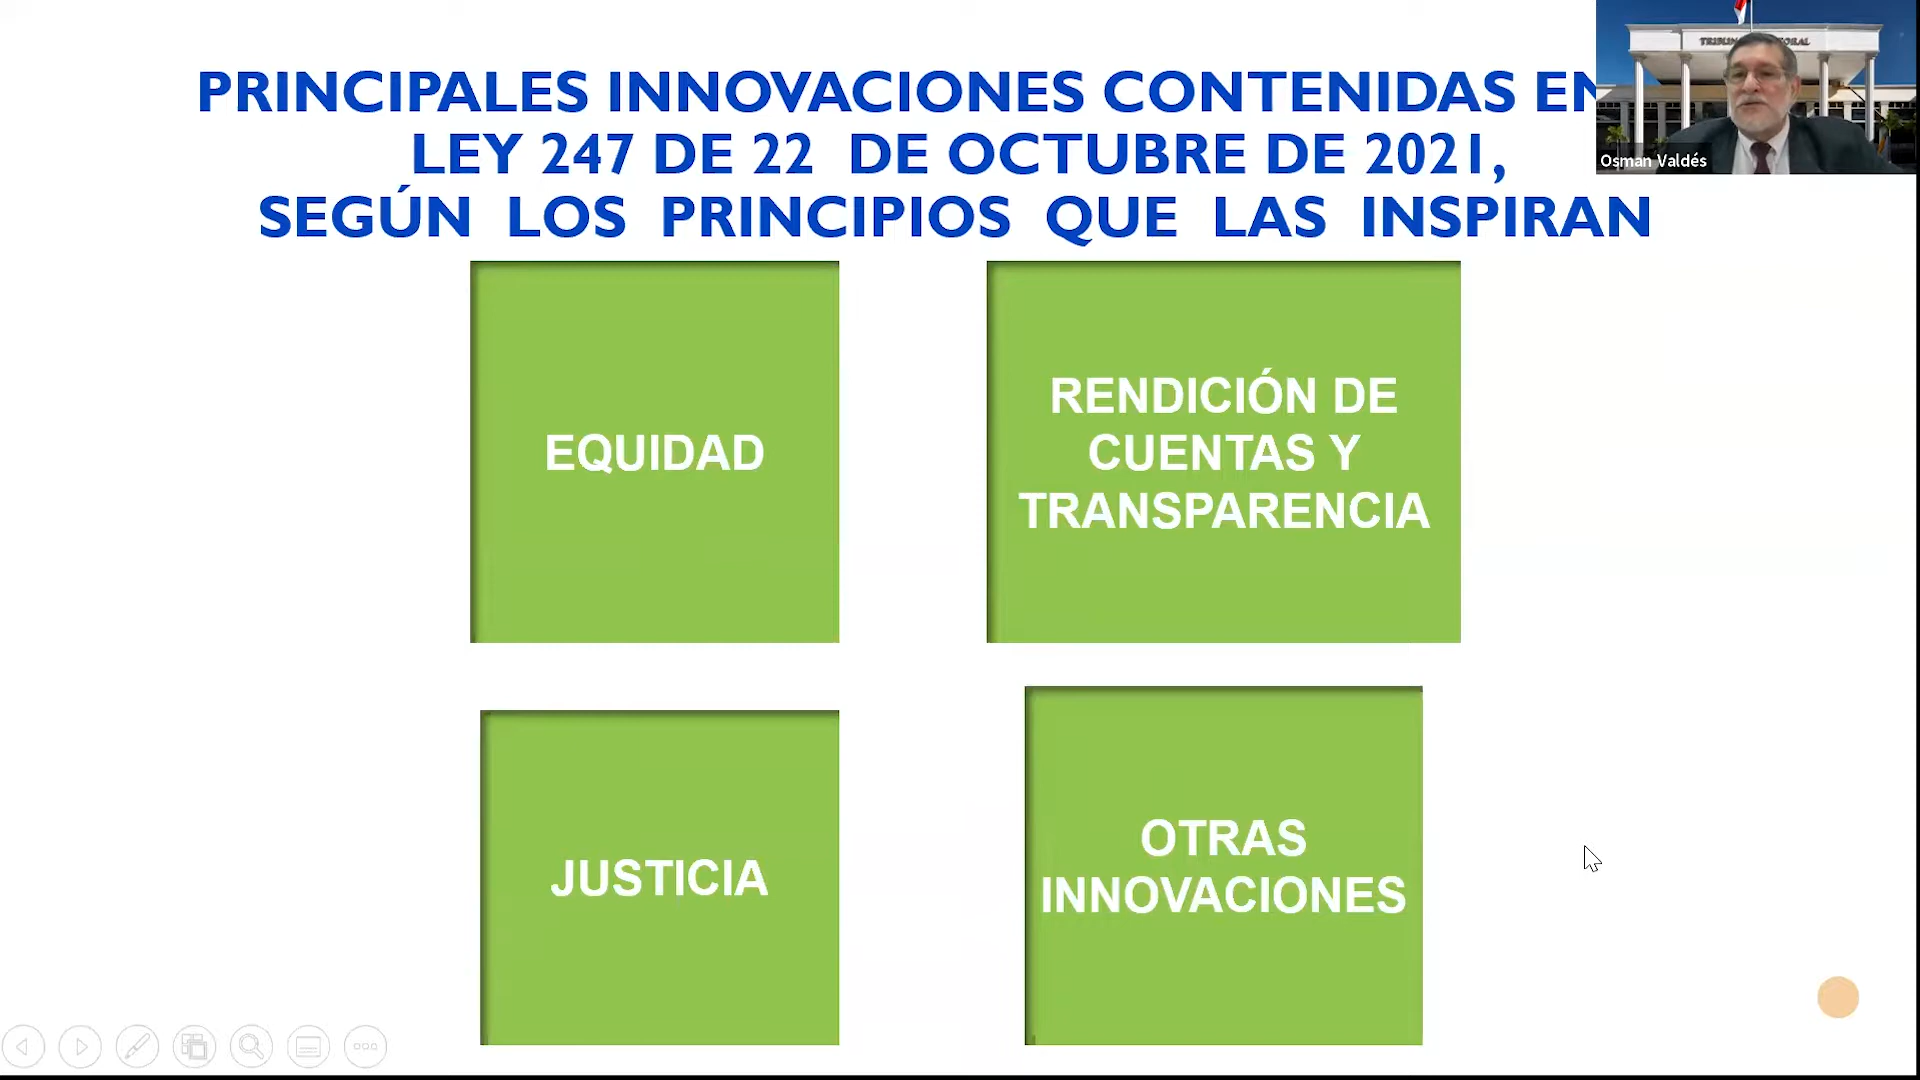 PRINCIPALES INNOVACIONES CONTENIDAS EN
LEY 247 DE 22 DE OCTUBRE DE 2021,
SEGÚN LOS PRINCIPIOS QUE LAS INSPIRAN
Osman Valdés
EQUIDAD
RENDICIÓN DE
CUENTAS Y
TRANSPARENCIA
JUSTICIA
OTRAS
INNOVACIONES